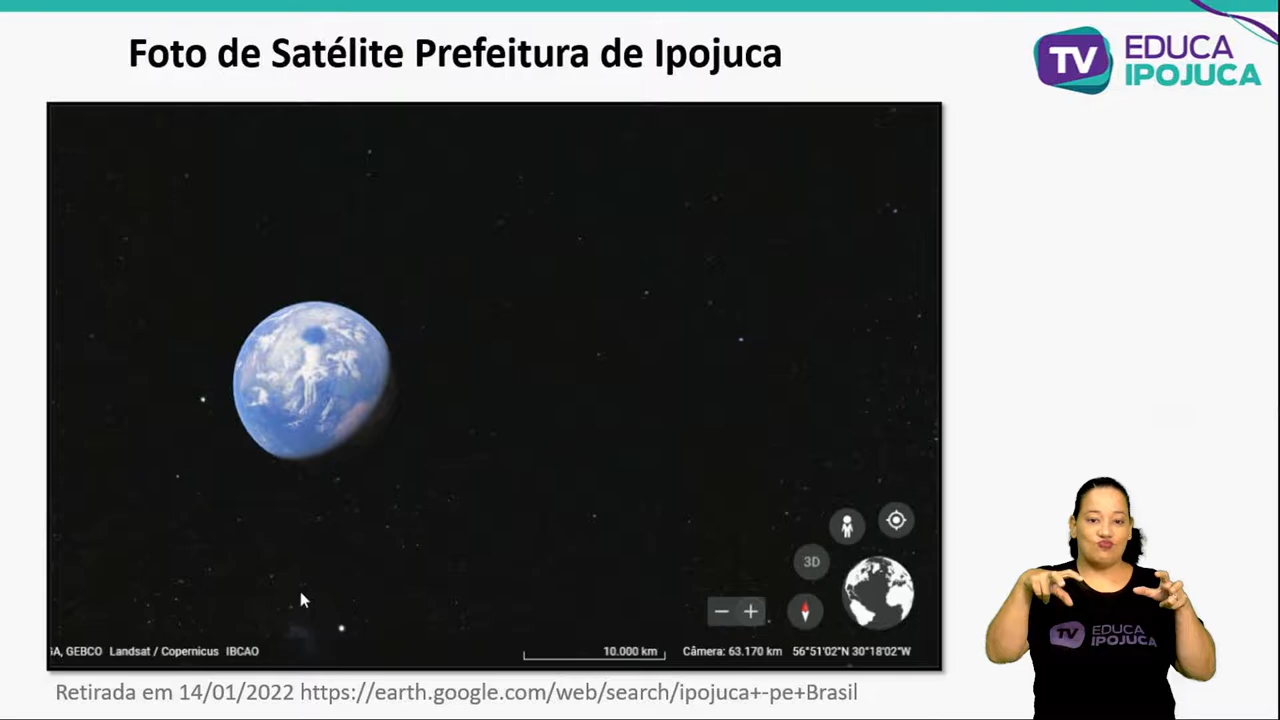 Foto de Satélite Prefeitura de Ipojuca
TV EDUCA
IPOJUCA
3D
A, GEBCO Landsat / Copernicus IBCAO
10.000 km
Câmera: 63.170 km 56°51'02"N 30°18'02"W
TV EDUCA
IPOJUCA
Retirada em 14/01/2022 https://earth.google.com/web/search/ipojuca+-pe+Brasil